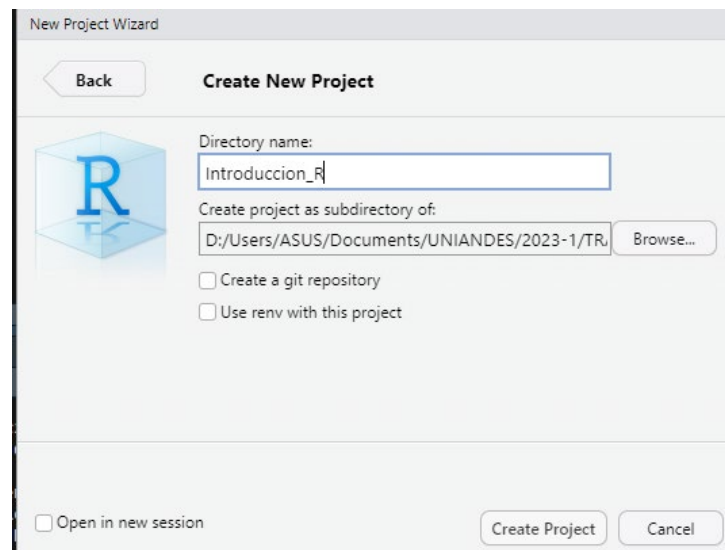 New Project Wizard
Back
Create New Project
R
Directory name:
Introduccion_R
Create project as subdirectory of:
D:/Users/ASUS/Documents/UNIANDES/2023-1/TRA
Browse...
Create a git repository
Use renv with this project
Open in new session
Create Project
Cancel